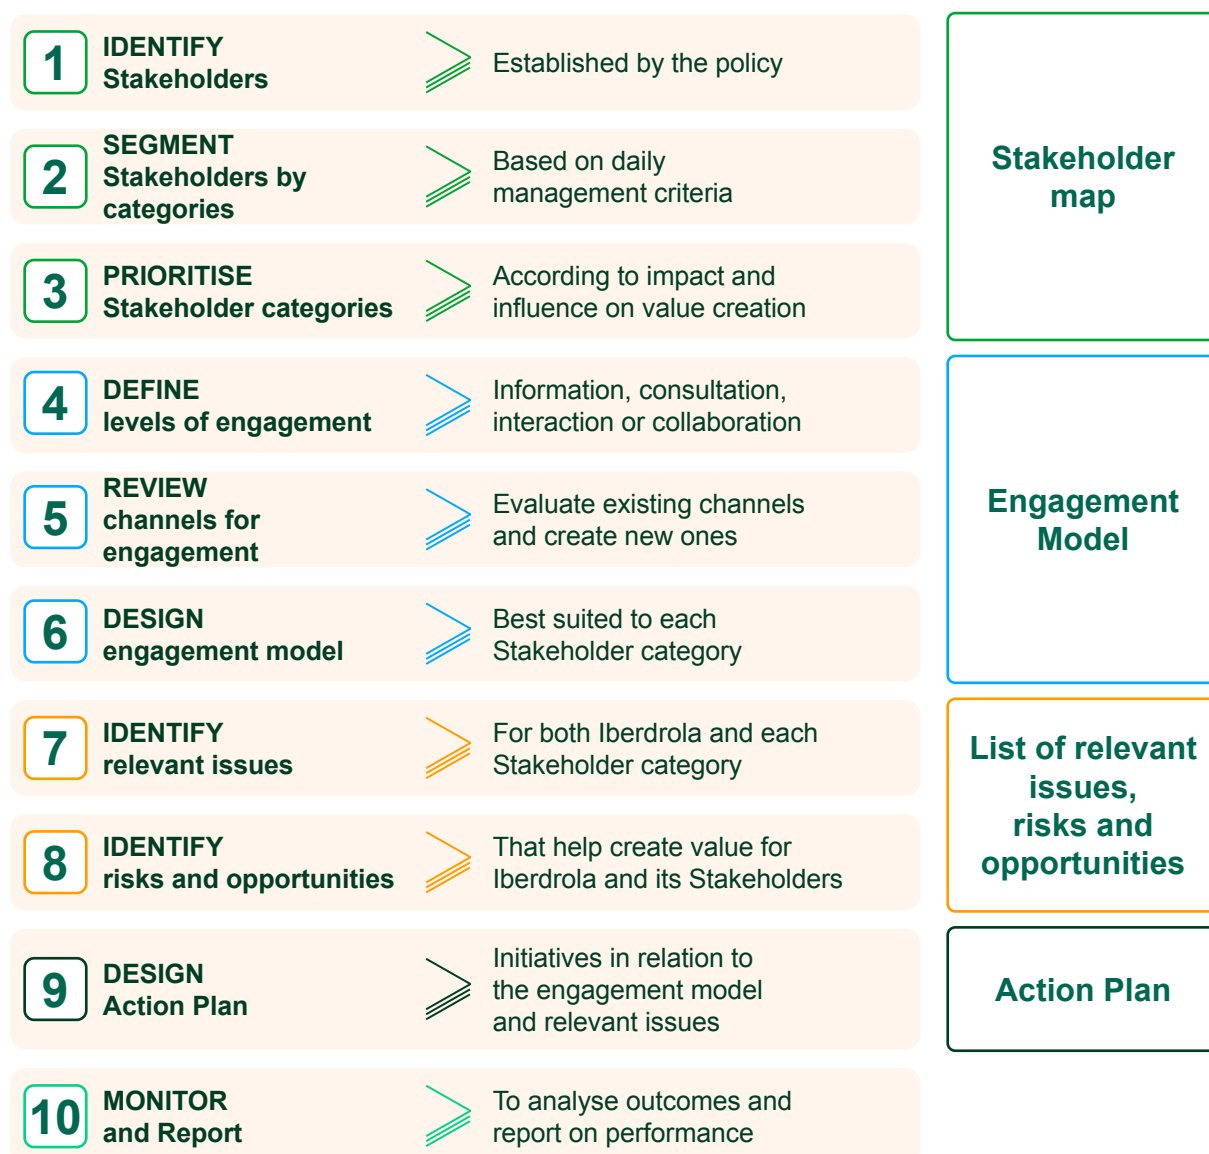 1
IDENTIFY
Stakeholders
Established by the policy
2
SEGMENT
Stakeholders by
categories
Based on daily
management criteria
3
PRIORITISE
Stakeholder categories
According to impact and
influence on value creation
Stakeholder
map
4
DEFINE
levels of engagement
Information, consultation,
interaction or collaboration
5
REVIEW
channels for
engagement
Evaluate existing channels
and create new ones
6
DESIGN
engagement model
Best suited to each
Stakeholder category
Engagement
Model
7
IDENTIFY
relevant issues
For both Iberdrola and each
Stakeholder category
8
IDENTIFY
risks and opportunities
That help create value for
Iberdrola and its Stakeholders
List of relevant
issues,
risks and
opportunities
9
DESIGN
Action Plan
Initiatives in relation to
the engagement model
and relevant issues
Action Plan
10
MONITOR
and Report
To analyse outcomes and
report on performance